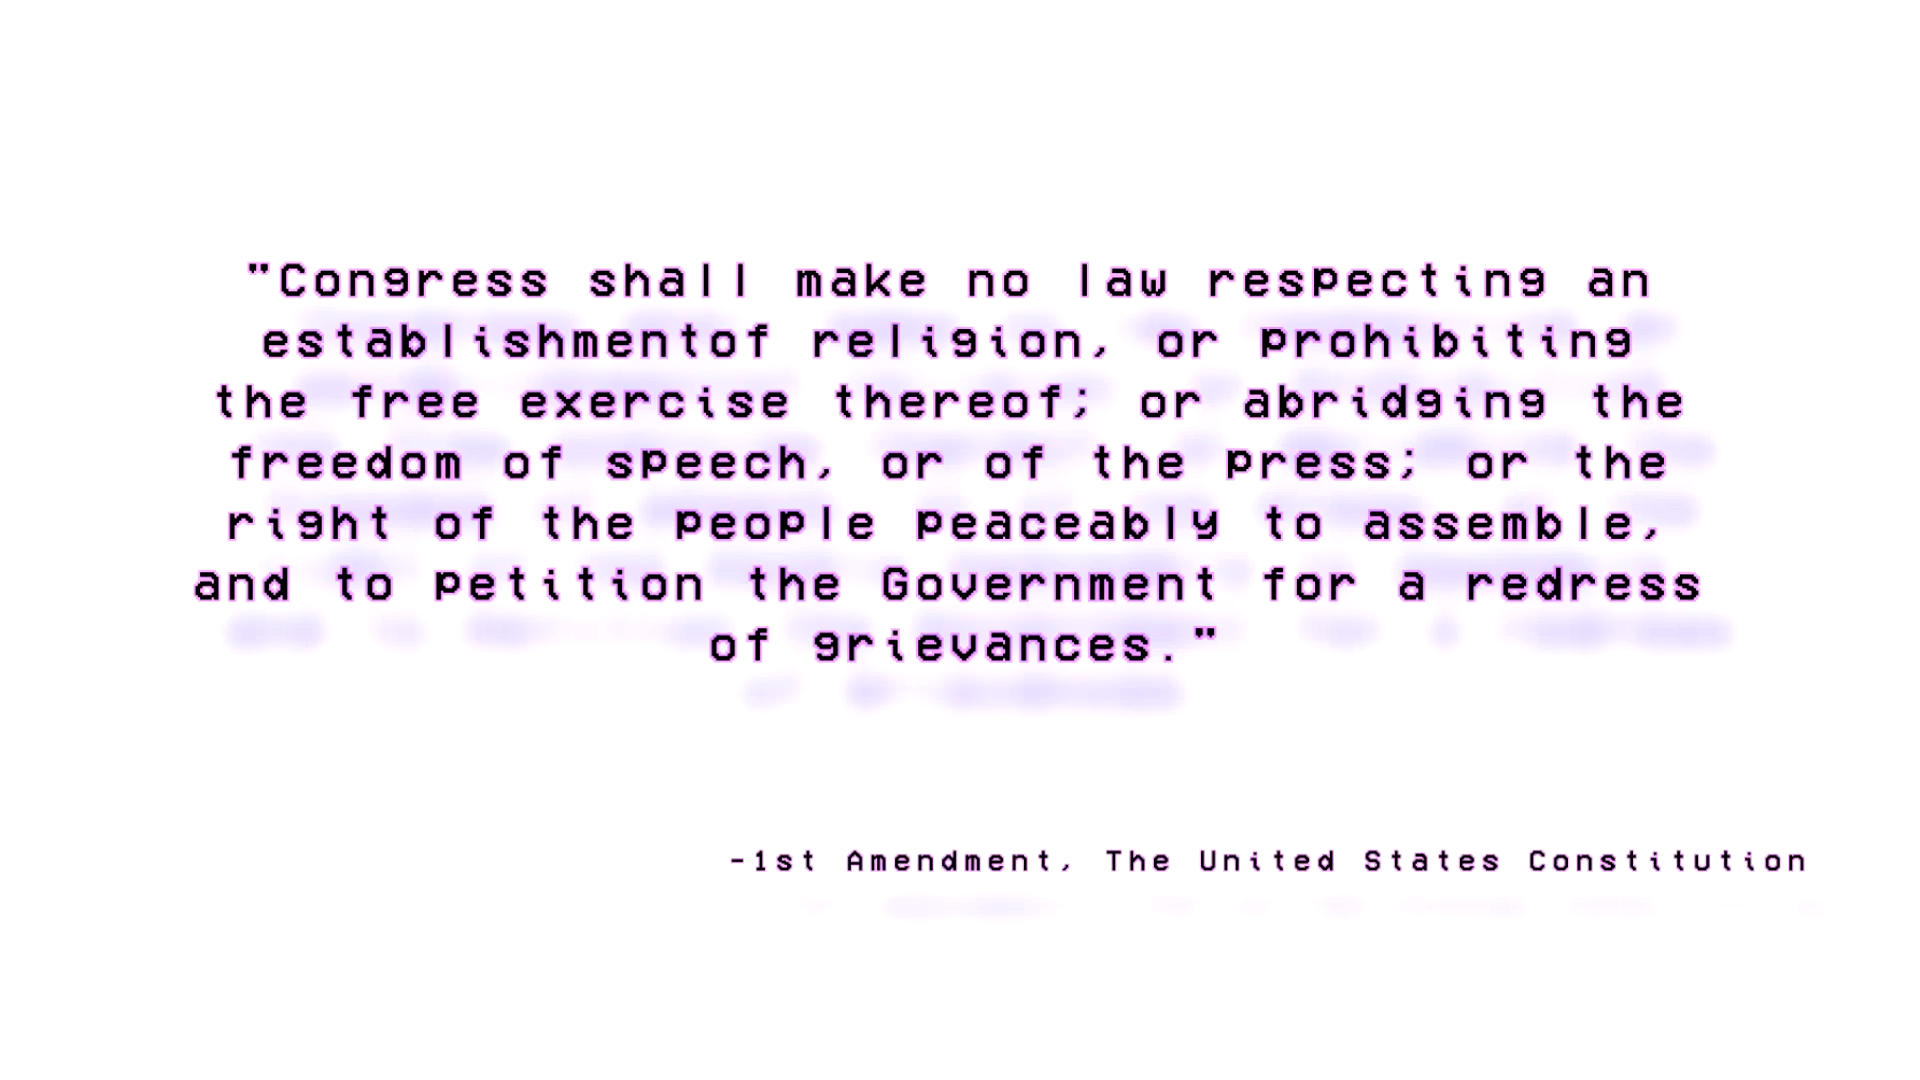 "Congress shall make no law respecting an
establishmentof religion, or prohibiting
the free exercise thereof; or abridging the
freedom of speech, or of the press; or the
right of the people peaceably to assemble,
and to petition the Government for a redress
of grievances."
-1st Amendment, The United States Constitution